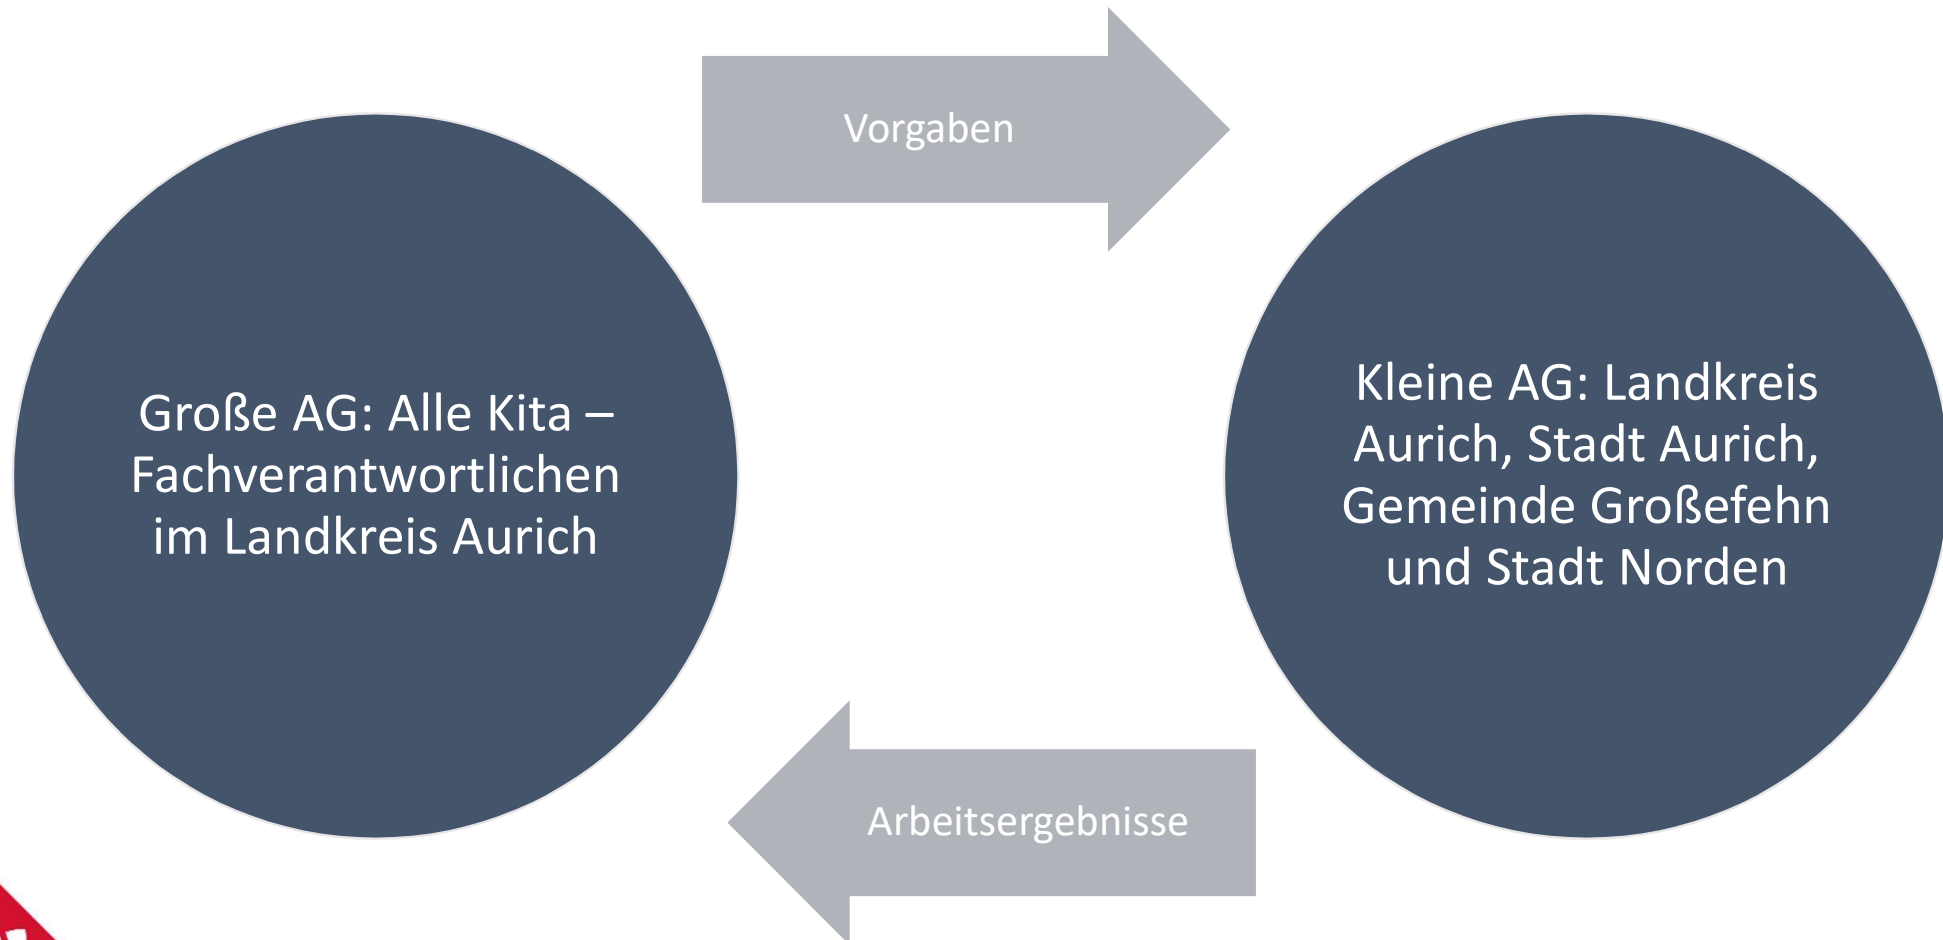 Vorgaben
Große AG: Alle Kita –
Fachverantwortlichen
im Landkreis Aurich
Kleine AG: Landkreis
Aurich, Stadt Aurich,
Gemeinde Großefehn
und Stadt Norden
Arbeitsergebnisse